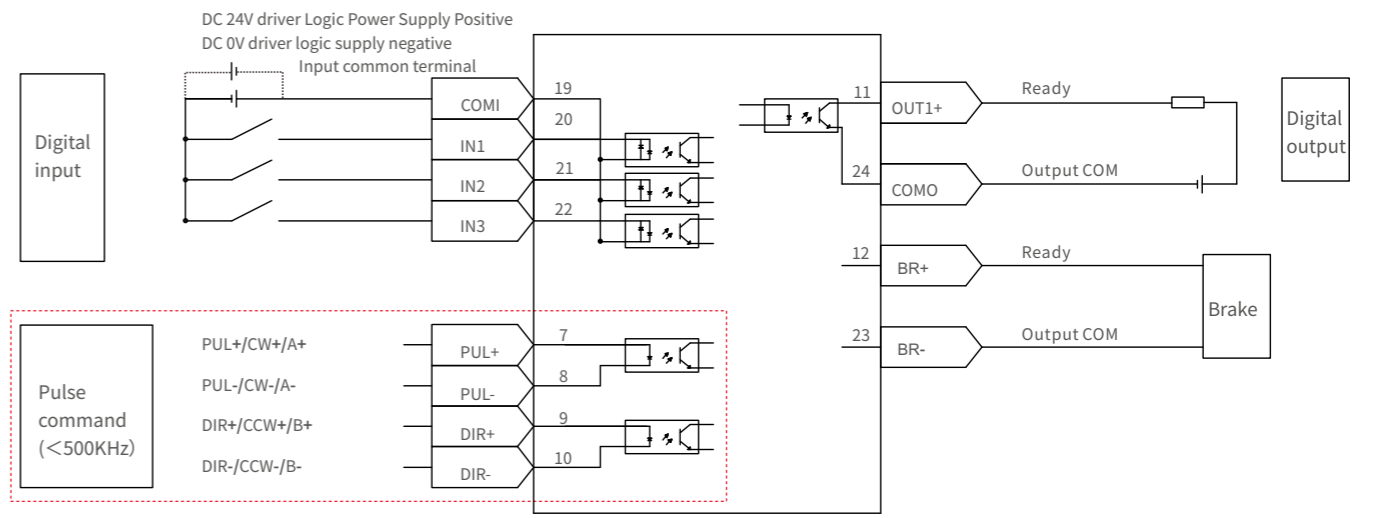 DC 24V driver Logic Power Supply Positive
DC 0V driver logic supply negative
Input common terminal
Digital
input
COMI
19
20
IN1
21
IN2
22
IN3
11
OUT1+
Ready
24
COMO
Output COM
Digital
output
12
BR+
Ready
23
BR-
Output COM
Brake
Pulse
command
(＜500KHz)
PUL+/CW+/A+
PUL+
7
PUL-/CW-/A-
PUL-
8
DIR+/CCW+/B+
DIR+
9
DIR-/CCW-/B-
DIR-
10